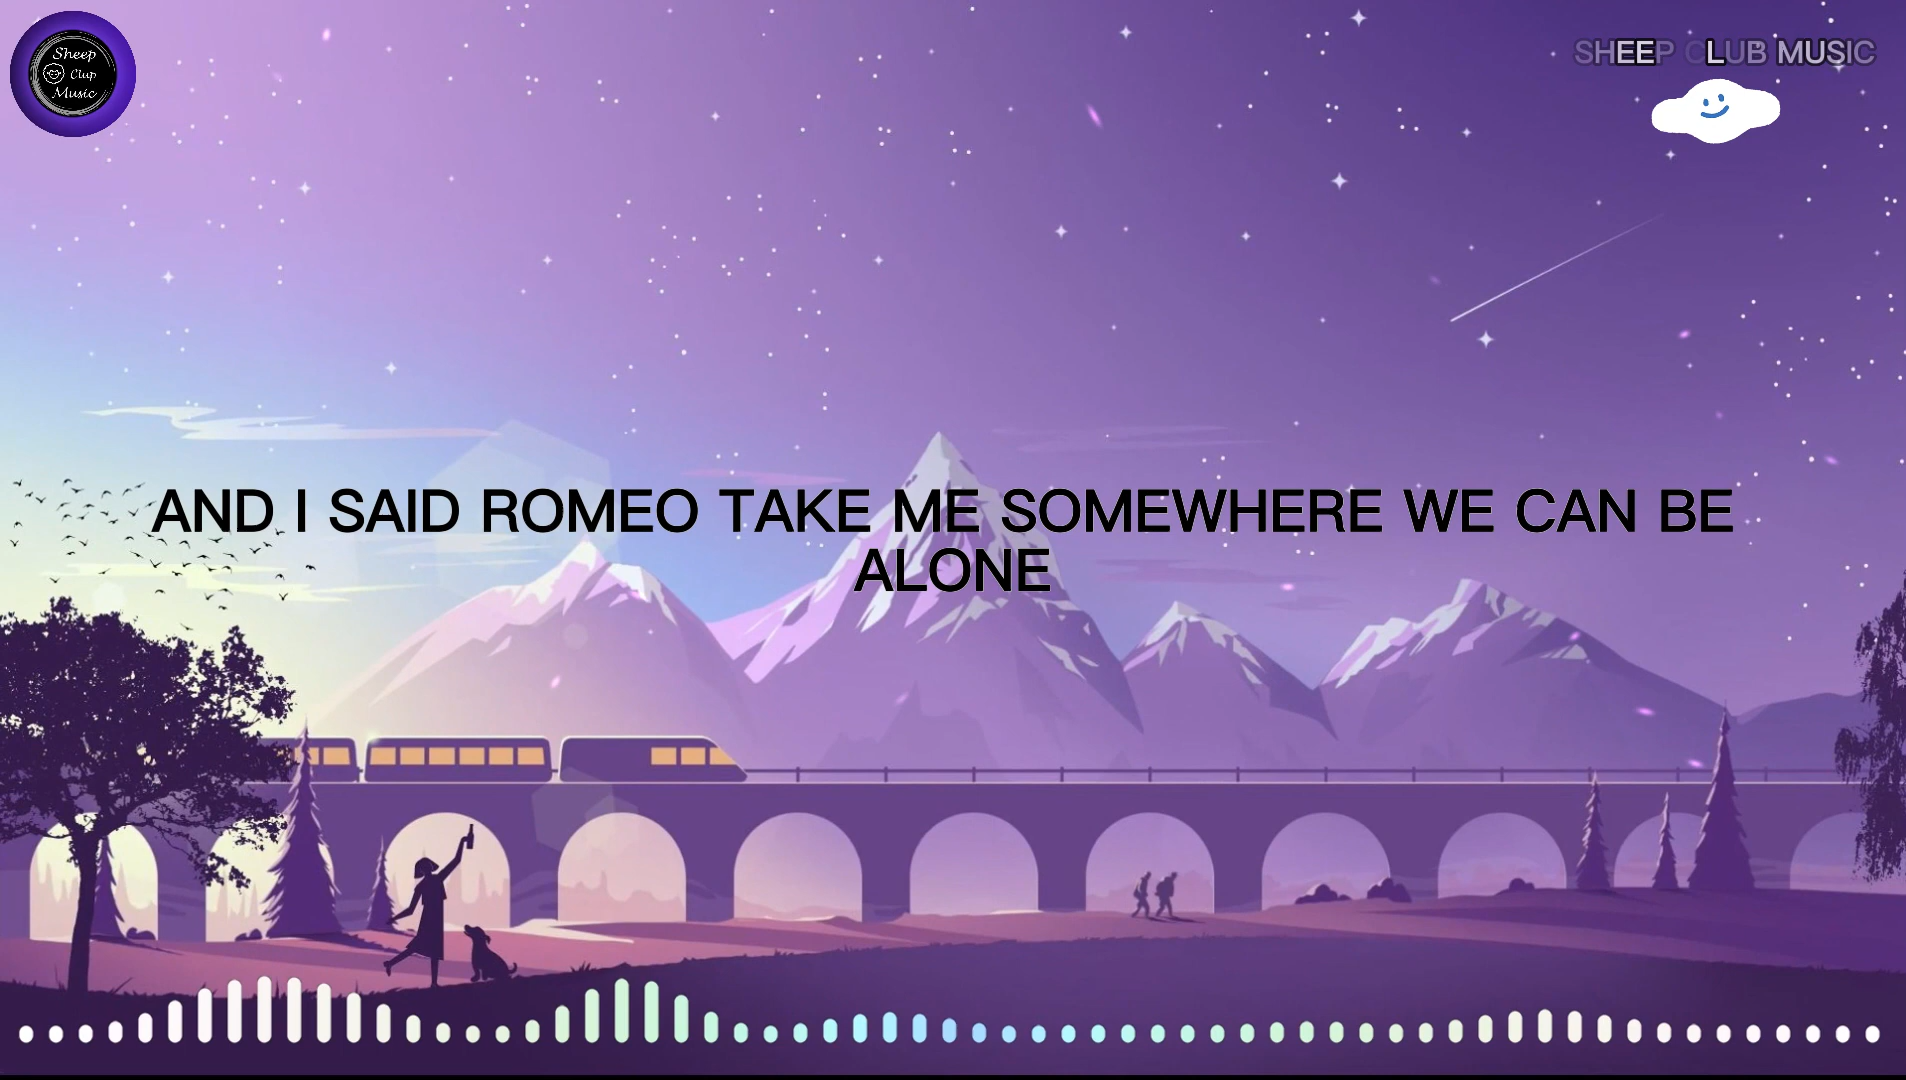 Sheep
Clup
Music
SHEEP CLUB MUSIC
AND I SAID ROMEO TAKE ME SOMEWHERE WE CAN BE
ALONE